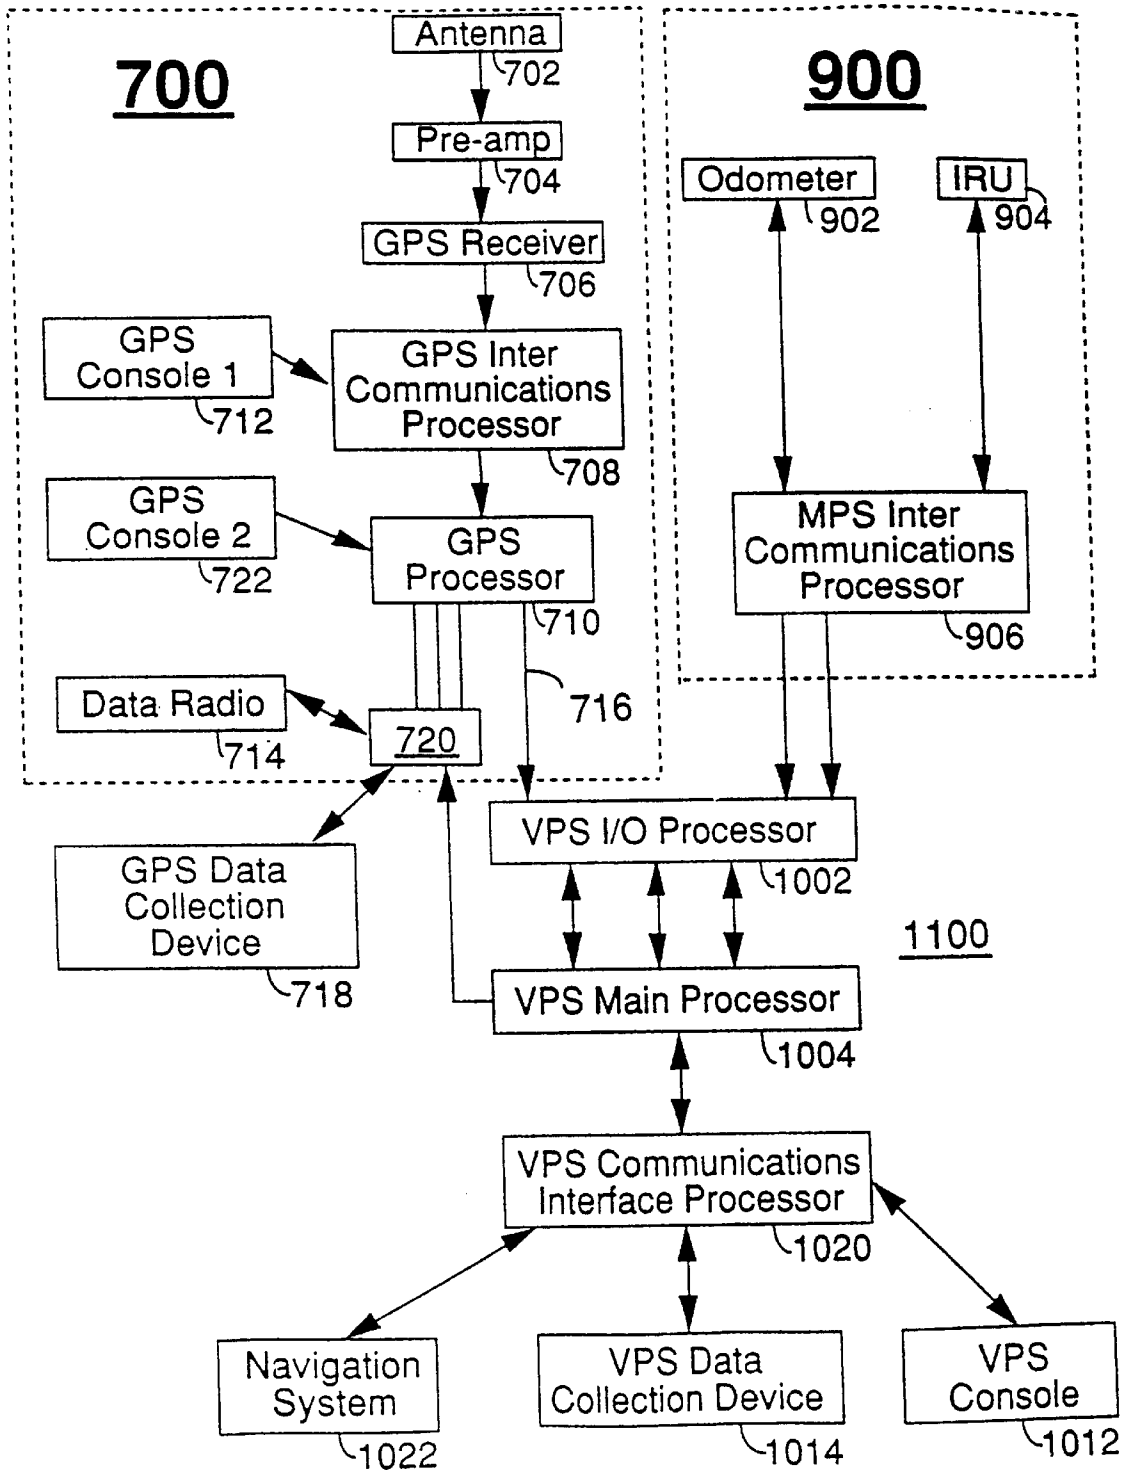 700
Antenna
702
Pre-amp
704
GPS Receiver
706
GPS
Console 1
712
GPS Inter
Communications
Processor
708
GPS
Console 2
722
GPS
Processor
710
716
Data Radio
714
720
GPS Data
Collection
Device
718
900
Odometer
902
IRU
904
MPS Inter
Communications
Processor
906
VPS I/O Processor
1002
1100
VPS Main Processor
1004
VPS Communications
Interface Processor
1020
Navigation
System
1022
VPS Data
Collection Device
1014
VPS
Console
1012